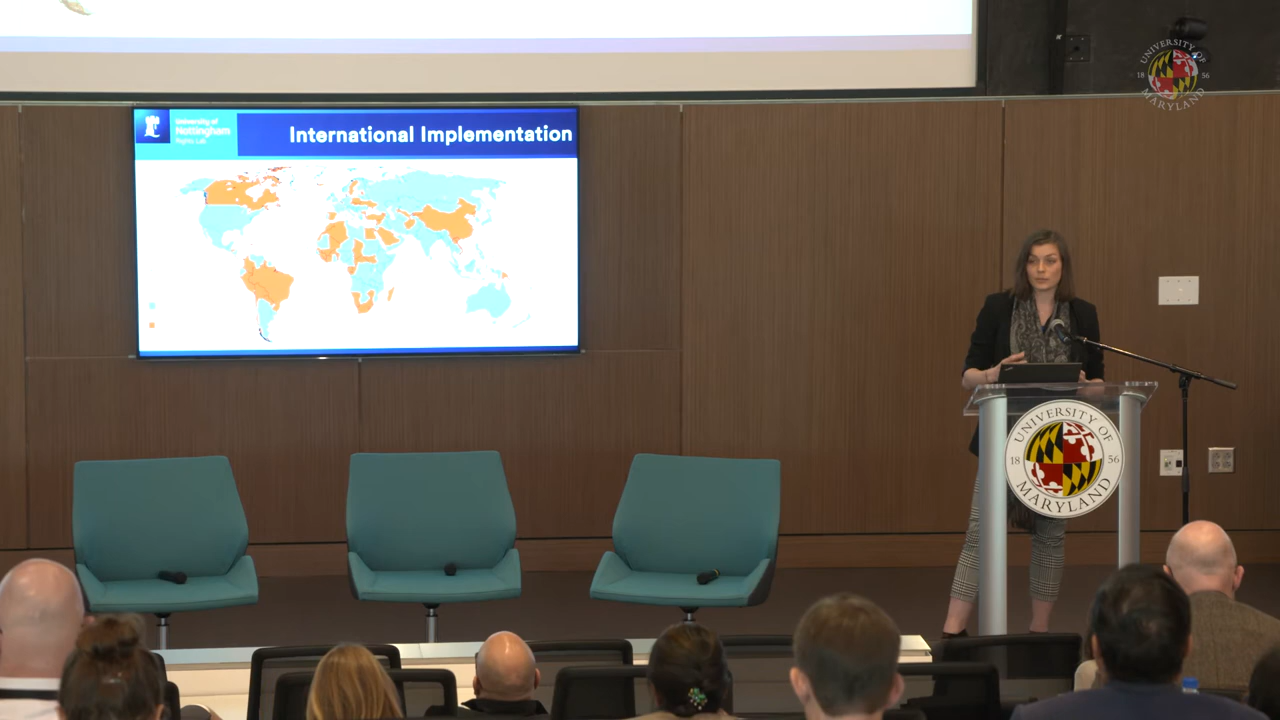 University of
Nottingham
Rights Lab
International Implementation
UNIVERSITY OF
18 56
MARYLAND
UNIVERSITY OF
18 56
MARYLAND